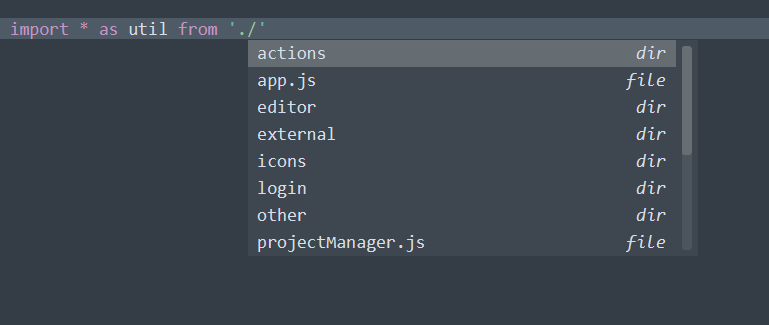 import * as util from './'
actions dir
app.js file
editor dir
external dir
icons dir
login dir
other dir
projectManager.js file